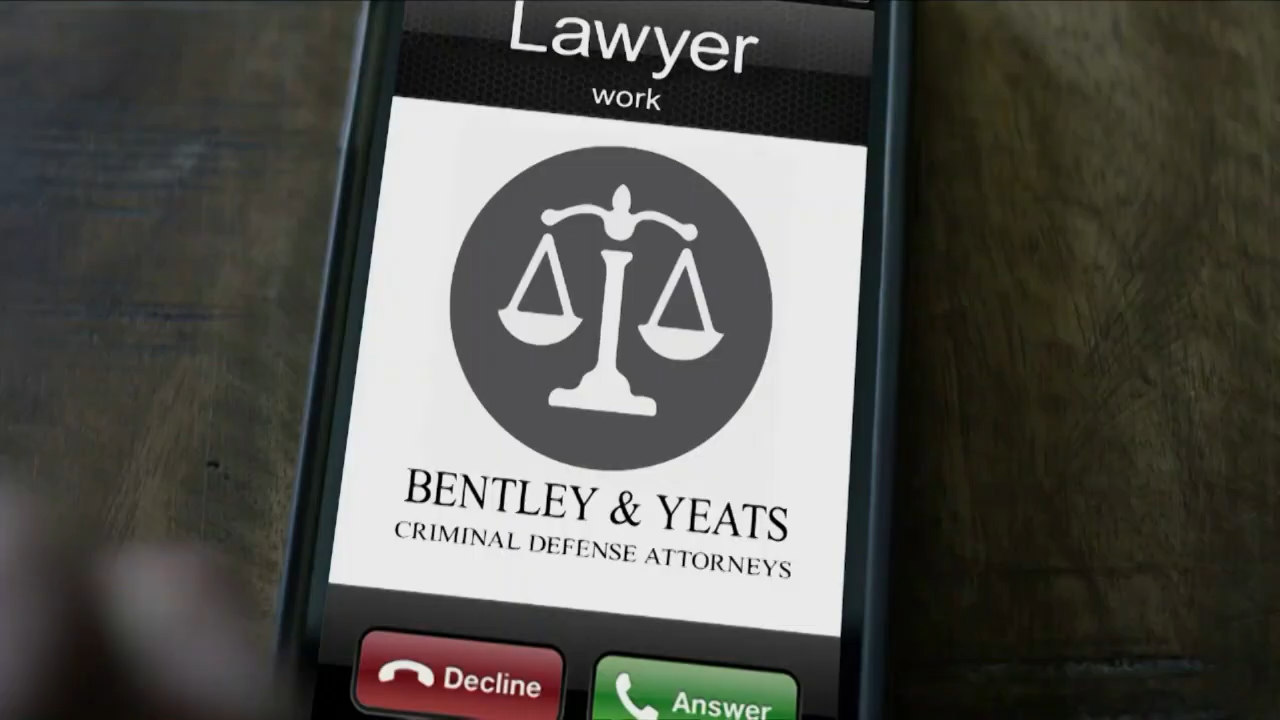 Lawyer
work
BENTLEY & YEATS
CRIMINAL DEFENSE ATTORNEYS
Decline
Answer